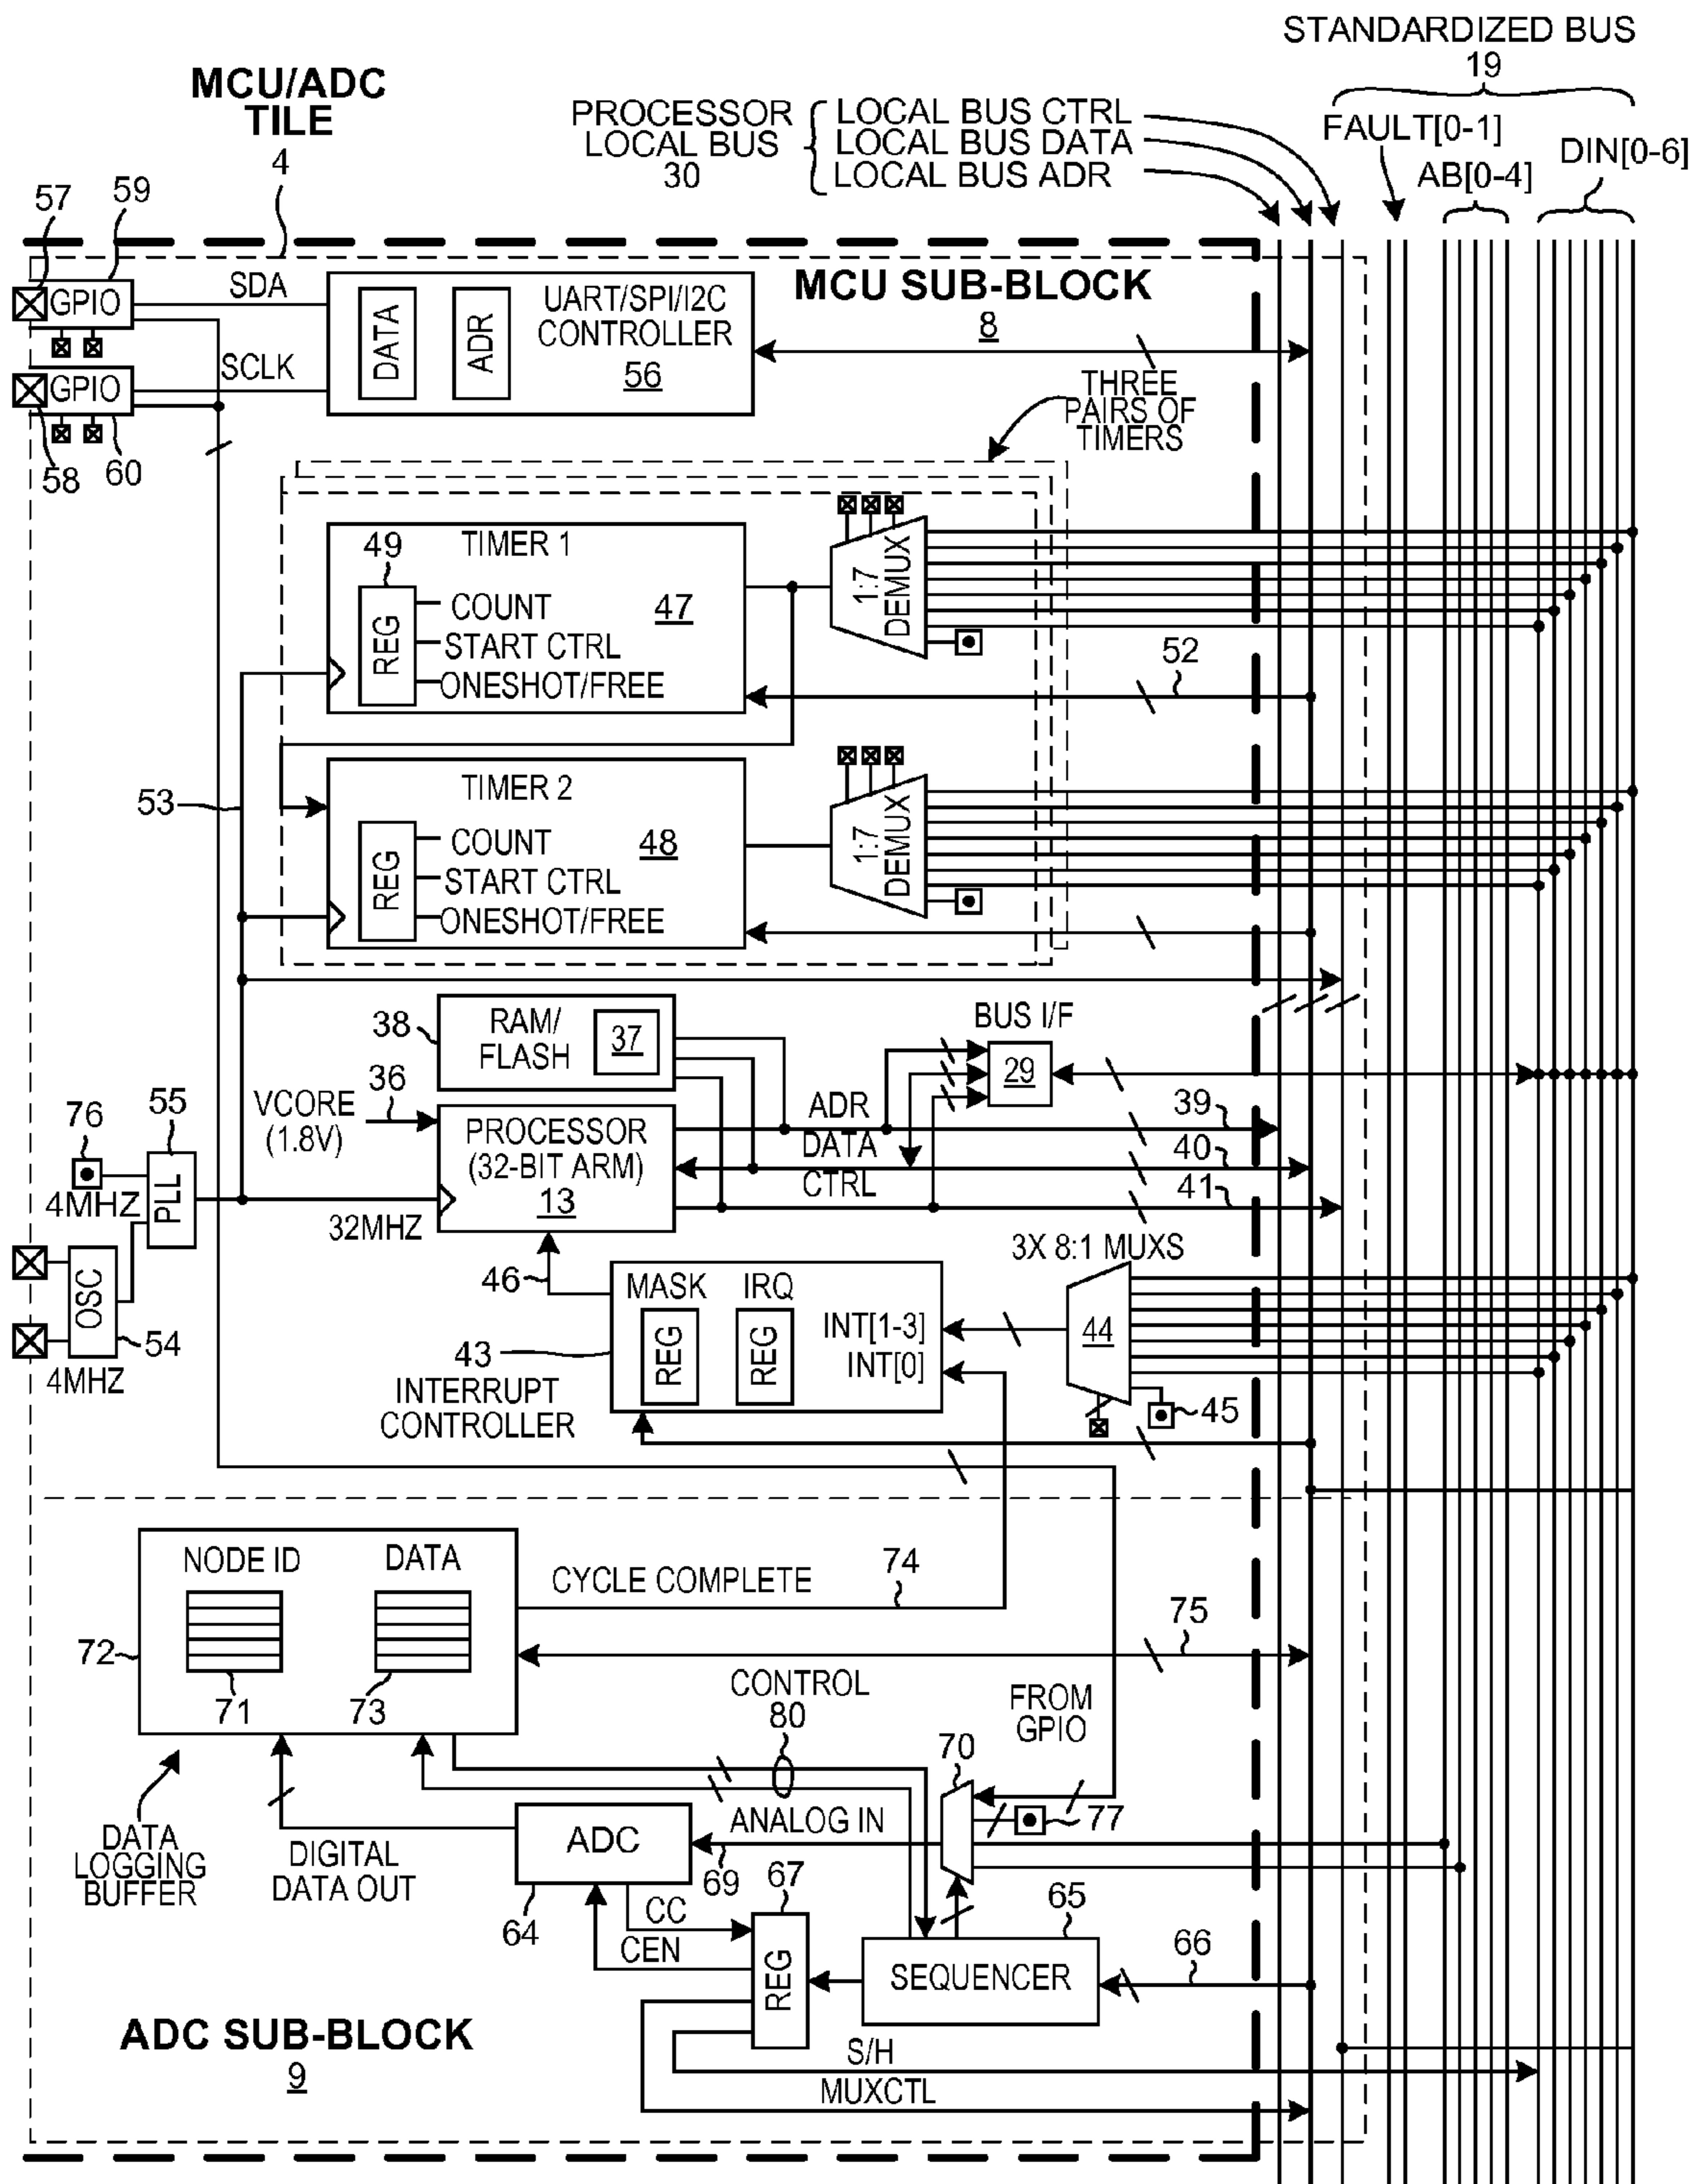 STANDARDIZED BUS
19
MCU/ADC
TILE
4
PROCESSOR
LOCAL BUS
30
LOCAL BUS CTRL
LOCAL BUS DATA
LOCAL BUS ADR
FAULT[0-1]
AB[0-4]
DIN[0-6]
57
59
GPIO
SDA
GPIO
SCLK
58
60
DATA
ADR
UART/SPI/I2C
CONTROLLER
56
MCU SUB-BLOCK
8
THREE
PAIRS OF
TIMERS
TIMER 1
49
REG
COUNT
START CTRL
ONESHOT/FREE
47
1:7
DEMUX
52
53
TIMER 2
REG
COUNT
START CTRL
ONESHOT/FREE
48
1:7
DEMUX
38
RAM/
FLASH
37
BUS I/F
29
36
VCORE
(1.8V)
PROCESSOR
(32-BIT ARM)
13
ADR
DATA
CTRL
39
40
41
76
55
4MHZ
PLL
32MHZ
OSC
54
4MHZ
46
MASK
IRQ
REG
REG
INT[1-3]
INT[0]
43
INTERRUPT
CONTROLLER
3X 8:1 MUXS
44
45
NODE ID
DATA
72
71
73
CYCLE COMPLETE
74
75
CONTROL
80
FROM
GPIO
70
77
DATA
LOGGING
BUFFER
DIGITAL
DATA OUT
ADC
64
ANALOG IN
69
67
CC
CEN
REG
65
SEQUENCER
66
ADC SUB-BLOCK
9
S/H
MUXCTL